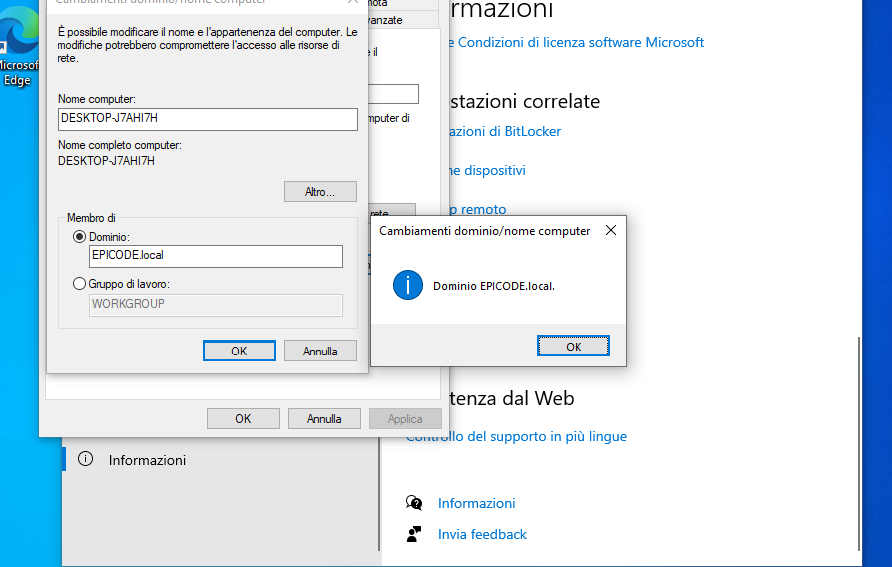 Cambiamenti dominio/nome computer
È possibile modificare il nome e l'appartenenza del computer. Le
modifiche potrebbero compromettere l'accesso alle risorse di
rete.
Nome computer:
DESKTOP-J7AHI7H
Nome completo computer:
DESKTOP-J7AHI7H
Altro...
Membro di
Dominio:
EPICODE.local
Gruppo di lavoro:
WORKGROUP
OK
Annulla
mota
vanzate
e il
mputer di
rete
OK
Annulla
Applica
Cambiamenti dominio/nome computer
Dominio EPICODE.local.
OK
Microsoft
Edge
rmazioni
e Condizioni di licenza software Microsoft
stazioni correlate
azioni di BitLocker
ne dispositivi
p remoto
tenza dal Web
Controllo del supporto in più lingue
Informazioni
Informazioni
Invia feedback